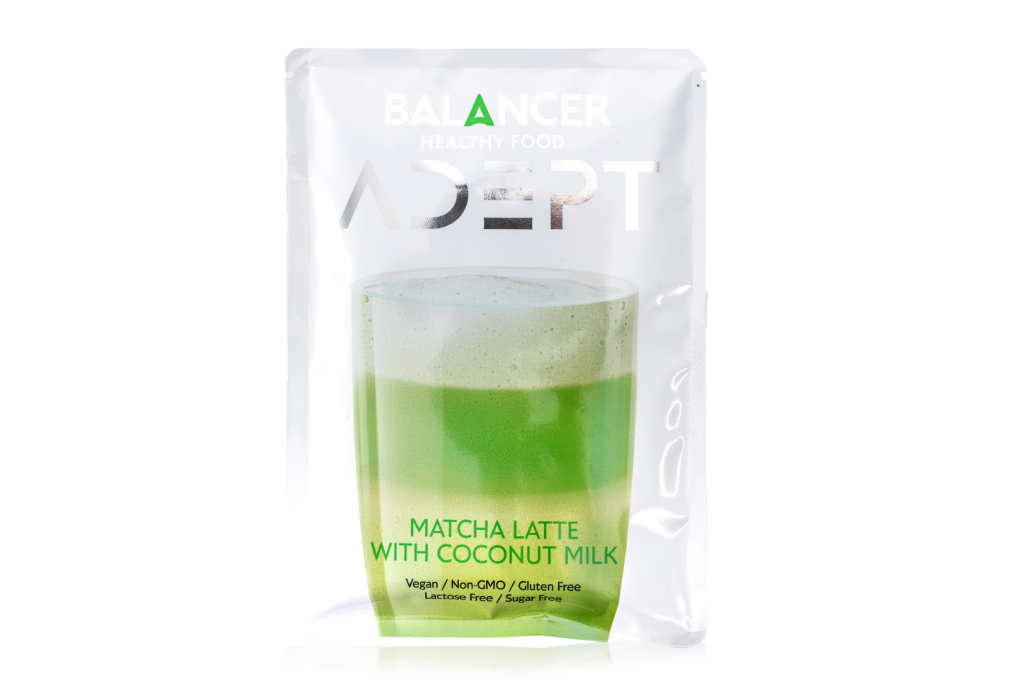 BALANCER
HEALTHY FOOD
ADEPT
MATCHA LATTE
WITH COCONUT MILK
Vegan / Non-GMO / Gluten Free
Lactose Free / Sugar Free